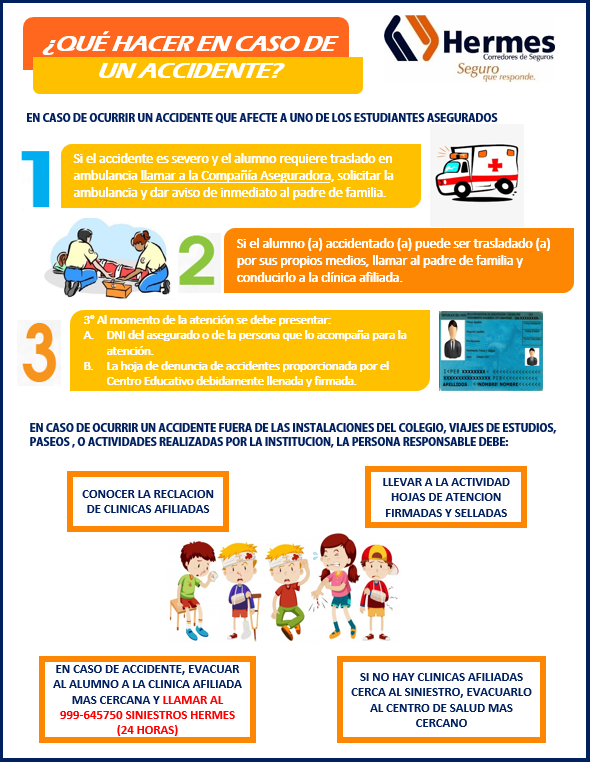 ¿QUÉ HACER EN CASO DE
UN ACCIDENTE?
Hermes
Corredores de Seguros
Seguro
que responde.
EN CASO DE OCURRIR UN ACCIDENTE QUE AFECTE A UNO DE LOS ESTUDIANTES ASEGURADOS
1
Si el accidente es severo y el alumno requiere traslado en
ambulancia llamar a la Compañía Aseguradora, solicitar la
ambulancia y dar aviso de inmediato al padre de familia.
2
Si el alumno (a) accidentado (a) puede ser trasladado (a)
por sus propios medios, llamar al padre de familia y
conducirlo a la clínica afiliada.
3
3° Al momento de la atención se debe presentar:
A. DNI del asegurado o de la persona que lo acompaña para la
atención.
B. La hoja de denuncia de accidentes proporcionada por el
Centro Educativo debidamente llenada y firmada.
EN CASO DE OCURRIR UN ACCIDENTE FUERA DE LAS INSTALACIONES DEL COLEGIO, VIAJES DE ESTUDIOS,
PASEOS , O ACTIVIDADES REALIZADAS POR LA INSTITUCION, LA PERSONA RESPONSABLE DEBE:
CONOCER LA RECLACION
DE CLINICAS AFILIADAS
LLEVAR A LA ACTIVIDAD
HOJAS DE ATENCION
FIRMADAS Y SELLADAS
EN CASO DE ACCIDENTE, EVACUAR
AL ALUMNO A LA CLINICA AFILIADA
MAS CERCANA Y LLAMAR AL
999-645750 SINIESTROS HERMES
(24 HORAS)
SI NO HAY CLINICAS AFILIADAS
CERCA AL SINIESTRO, EVACUARLO
AL CENTRO DE SALUD MAS
CERCANO